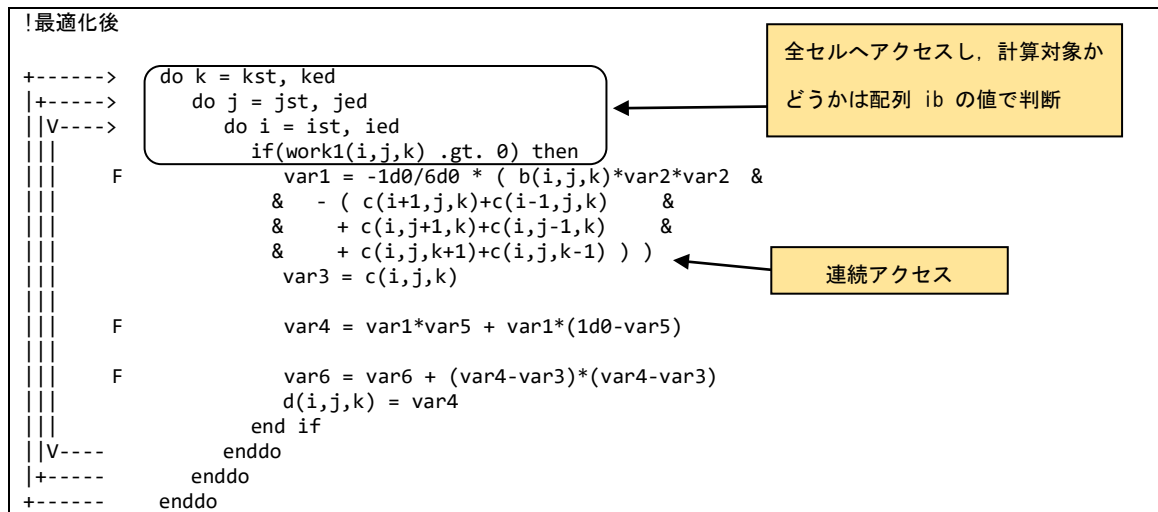 !最適化後
全セルへアクセスし，計算対象か
どうかは配列 ib の値で判断
+------>     do k = kst, ked
|+----->       do j = jst, jed
||V---->         do i = ist, ied
|||                if(work1(i,j,k) .gt. 0) then
|||     F            var1 = -1d0/6d0 * ( b(i,j,k)*var2*var2  &
|||                 &   - ( c(i+1,j,k)+c(i-1,j,k)     &
|||                 &     + c(i,j+1,k)+c(i,j-1,k)     &
|||                 &     + c(i,j,k+1)+c(i,j,k-1) ) )
連続アクセス
|||                  var3 = c(i,j,k)
|||
|||     F            var4 = var1*var5 + var1*(1d0-var5)
|||
|||     F            var6 = var6 + (var4-var3)*(var4-var3)
|||                  d(i,j,k) = var4
|||                end if
||V----          enddo
|+-----        enddo
+------      enddo